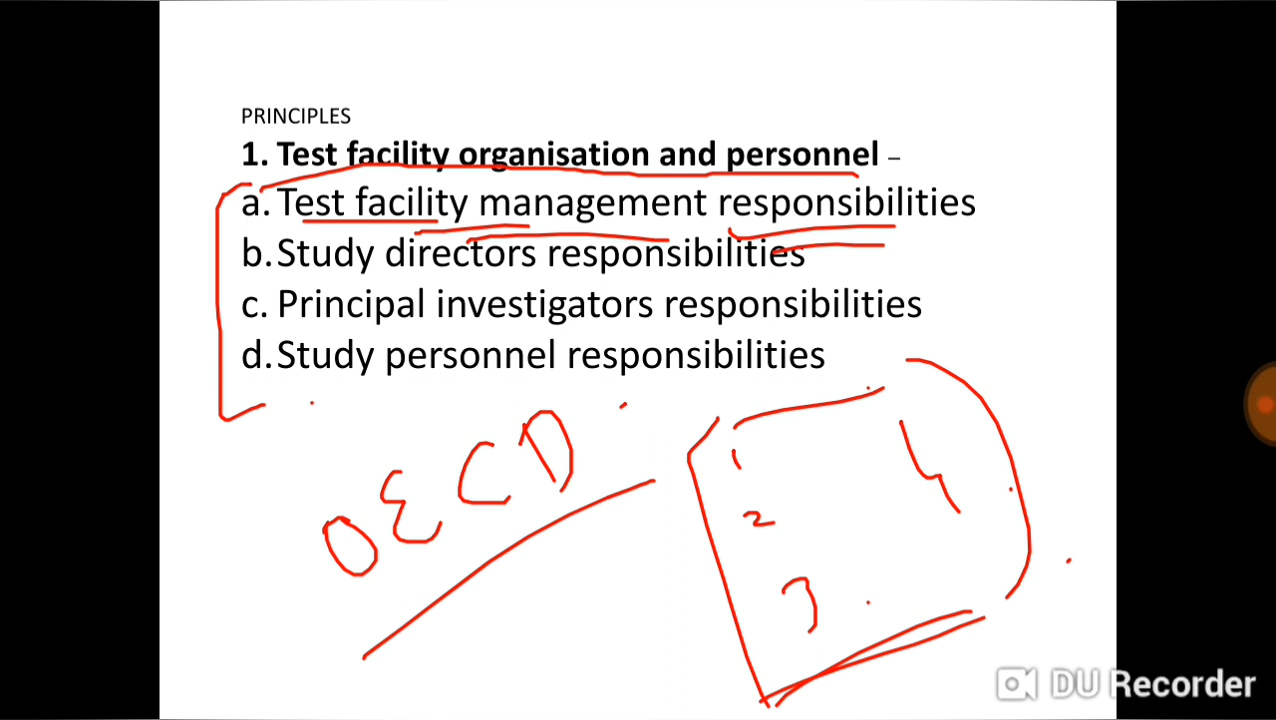 PRINCIPLES
1. Test facility organisation and personnel –
a. Test facility management responsibilities
b. Study directors responsibilities
c. Principal investigators responsibilities
d. Study personnel responsibilities
OECD
1
2
3
4
DU Recorder